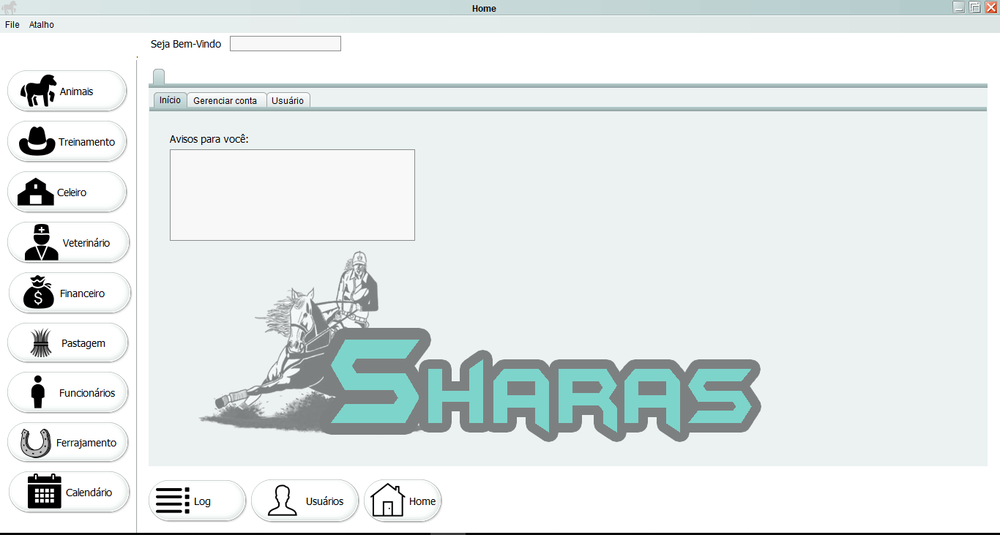 Home
File Atalho
Seja Bem-Vindo
Animais
Treinamento
Celeiro
Veterinário
$
Financeiro
Pastagem
Funcionários
Ferrajamento
Calendário
Início Gerenciar conta Usuário
Avisos para você:
SHARAS
Log Usuários Home